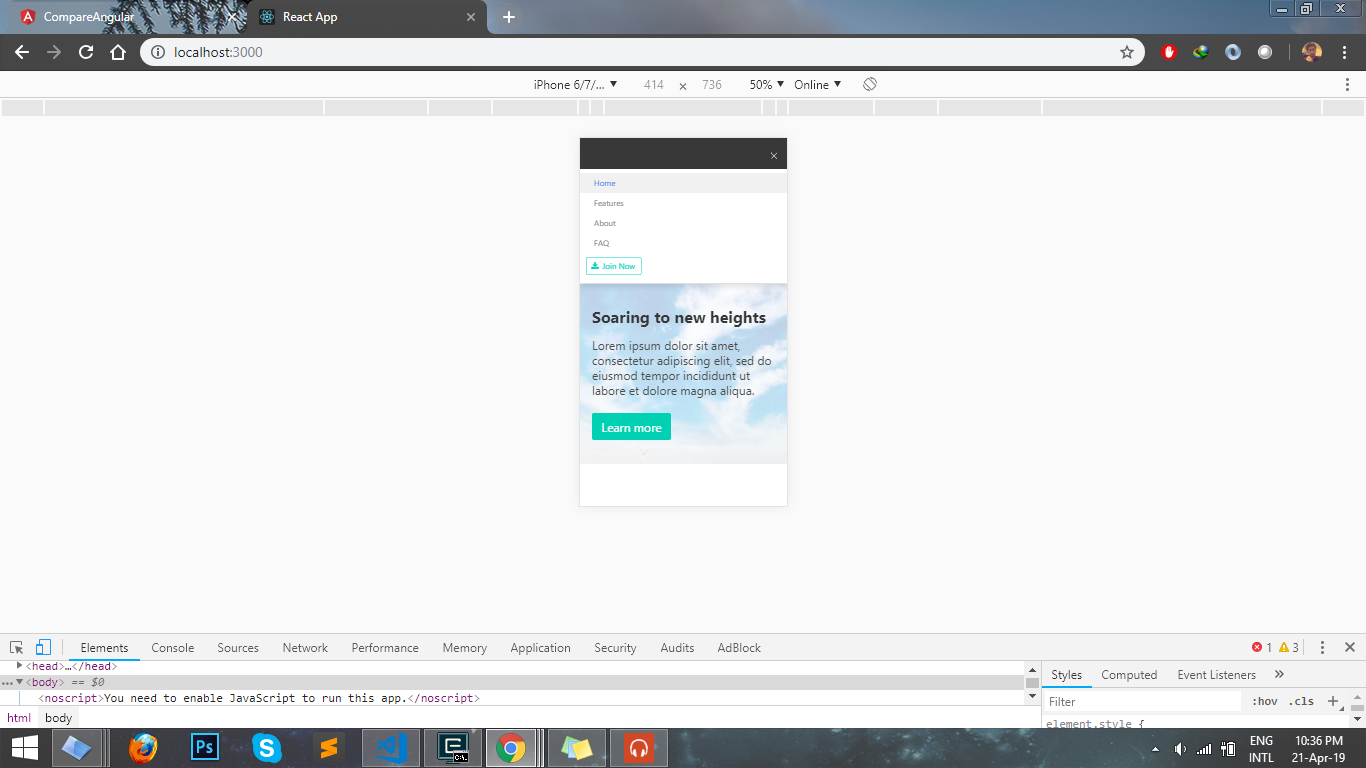 CompareAngular
React App
localhost:3000
iPhone 6/7/... 414 × 736 50% Online
Home
Features
About
FAQ
Join Now
Soaring to new heights
Lorem ipsum dolor sit amet,
consectetur adipiscing elit, sed do
eiusmod tempor incididunt ut
labore et dolore magna aliqua.
Learn more
Elements Console Sources Network Performance Memory Application Security Audits AdBlock 1 3
<head>…</head>
…<body> == $0
<noscript>You need to enable JavaScript to run this app.</noscript>
html body
Styles Computed Event Listeners »
Filter :hov .cls +
element.style {
Ps
C:\.
ENG
INTL
10:36 PM
21-Apr-19